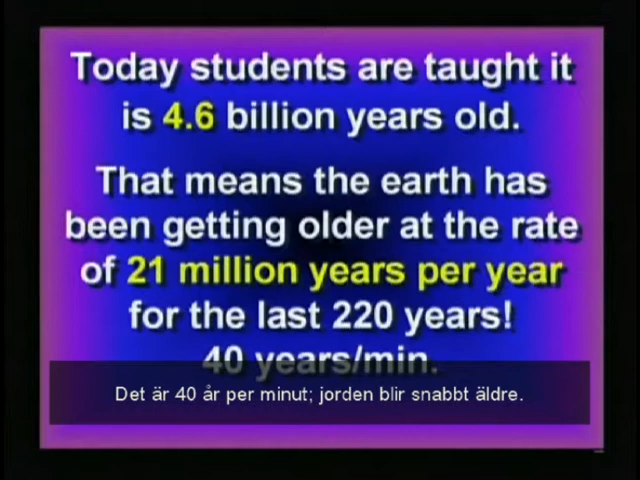 Today students are taught it
is 4.6 billion years old.
That means the earth has
been getting older at the rate
of 21 million years per year
for the last 220 years!
40 years/min.
Det är 40 år per minut; jorden blir snabbt äldre.